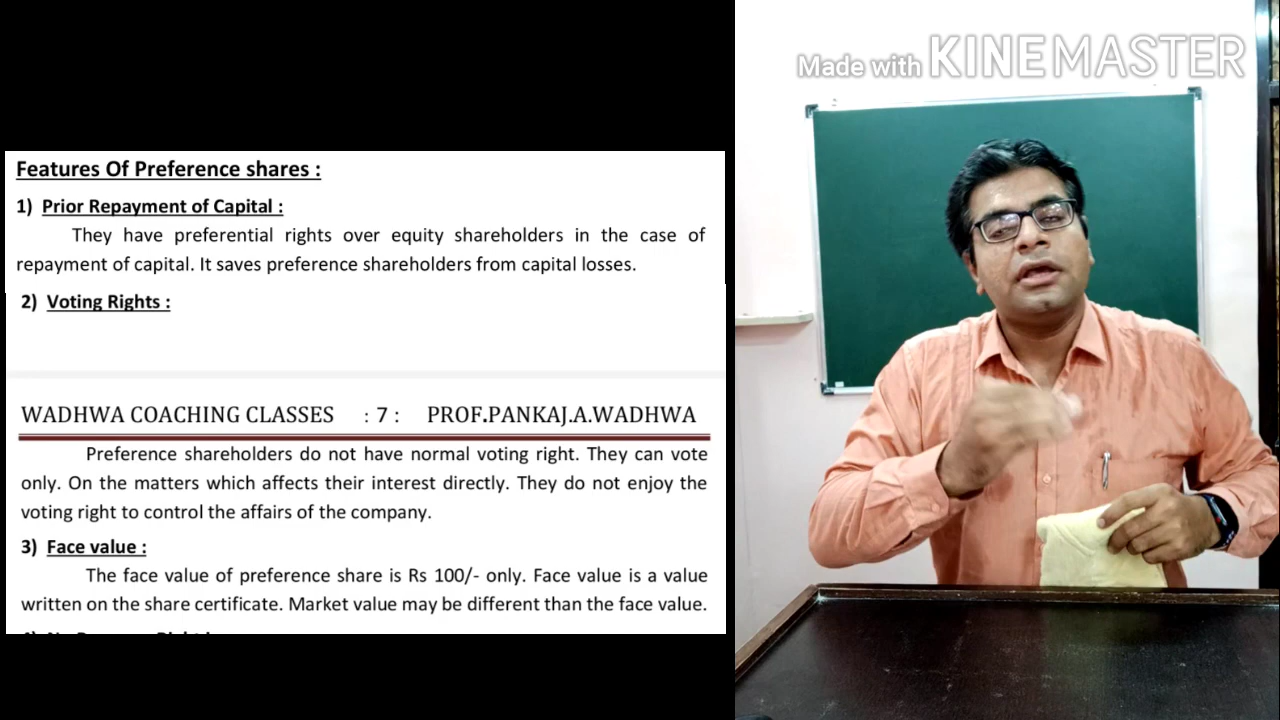 Features Of Preference shares :
1) Prior Repayment of Capital :
They have preferential rights over equity shareholders in the case of
repayment of capital. It saves preference shareholders from capital losses.
2) Voting Rights :
WADHWA COACHING CLASSES : 7 : PROF.PANKAJ.A.WADHWA
Preference shareholders do not have normal voting right. They can vote
only. On the matters which affects their interest directly. They do not enjoy the
voting right to control the affairs of the company.
3) Face value :
The face value of preference share is Rs 100/- only. Face value is a value
written on the share certificate. Market value may be different than the face value.
Made with KINEMASTER